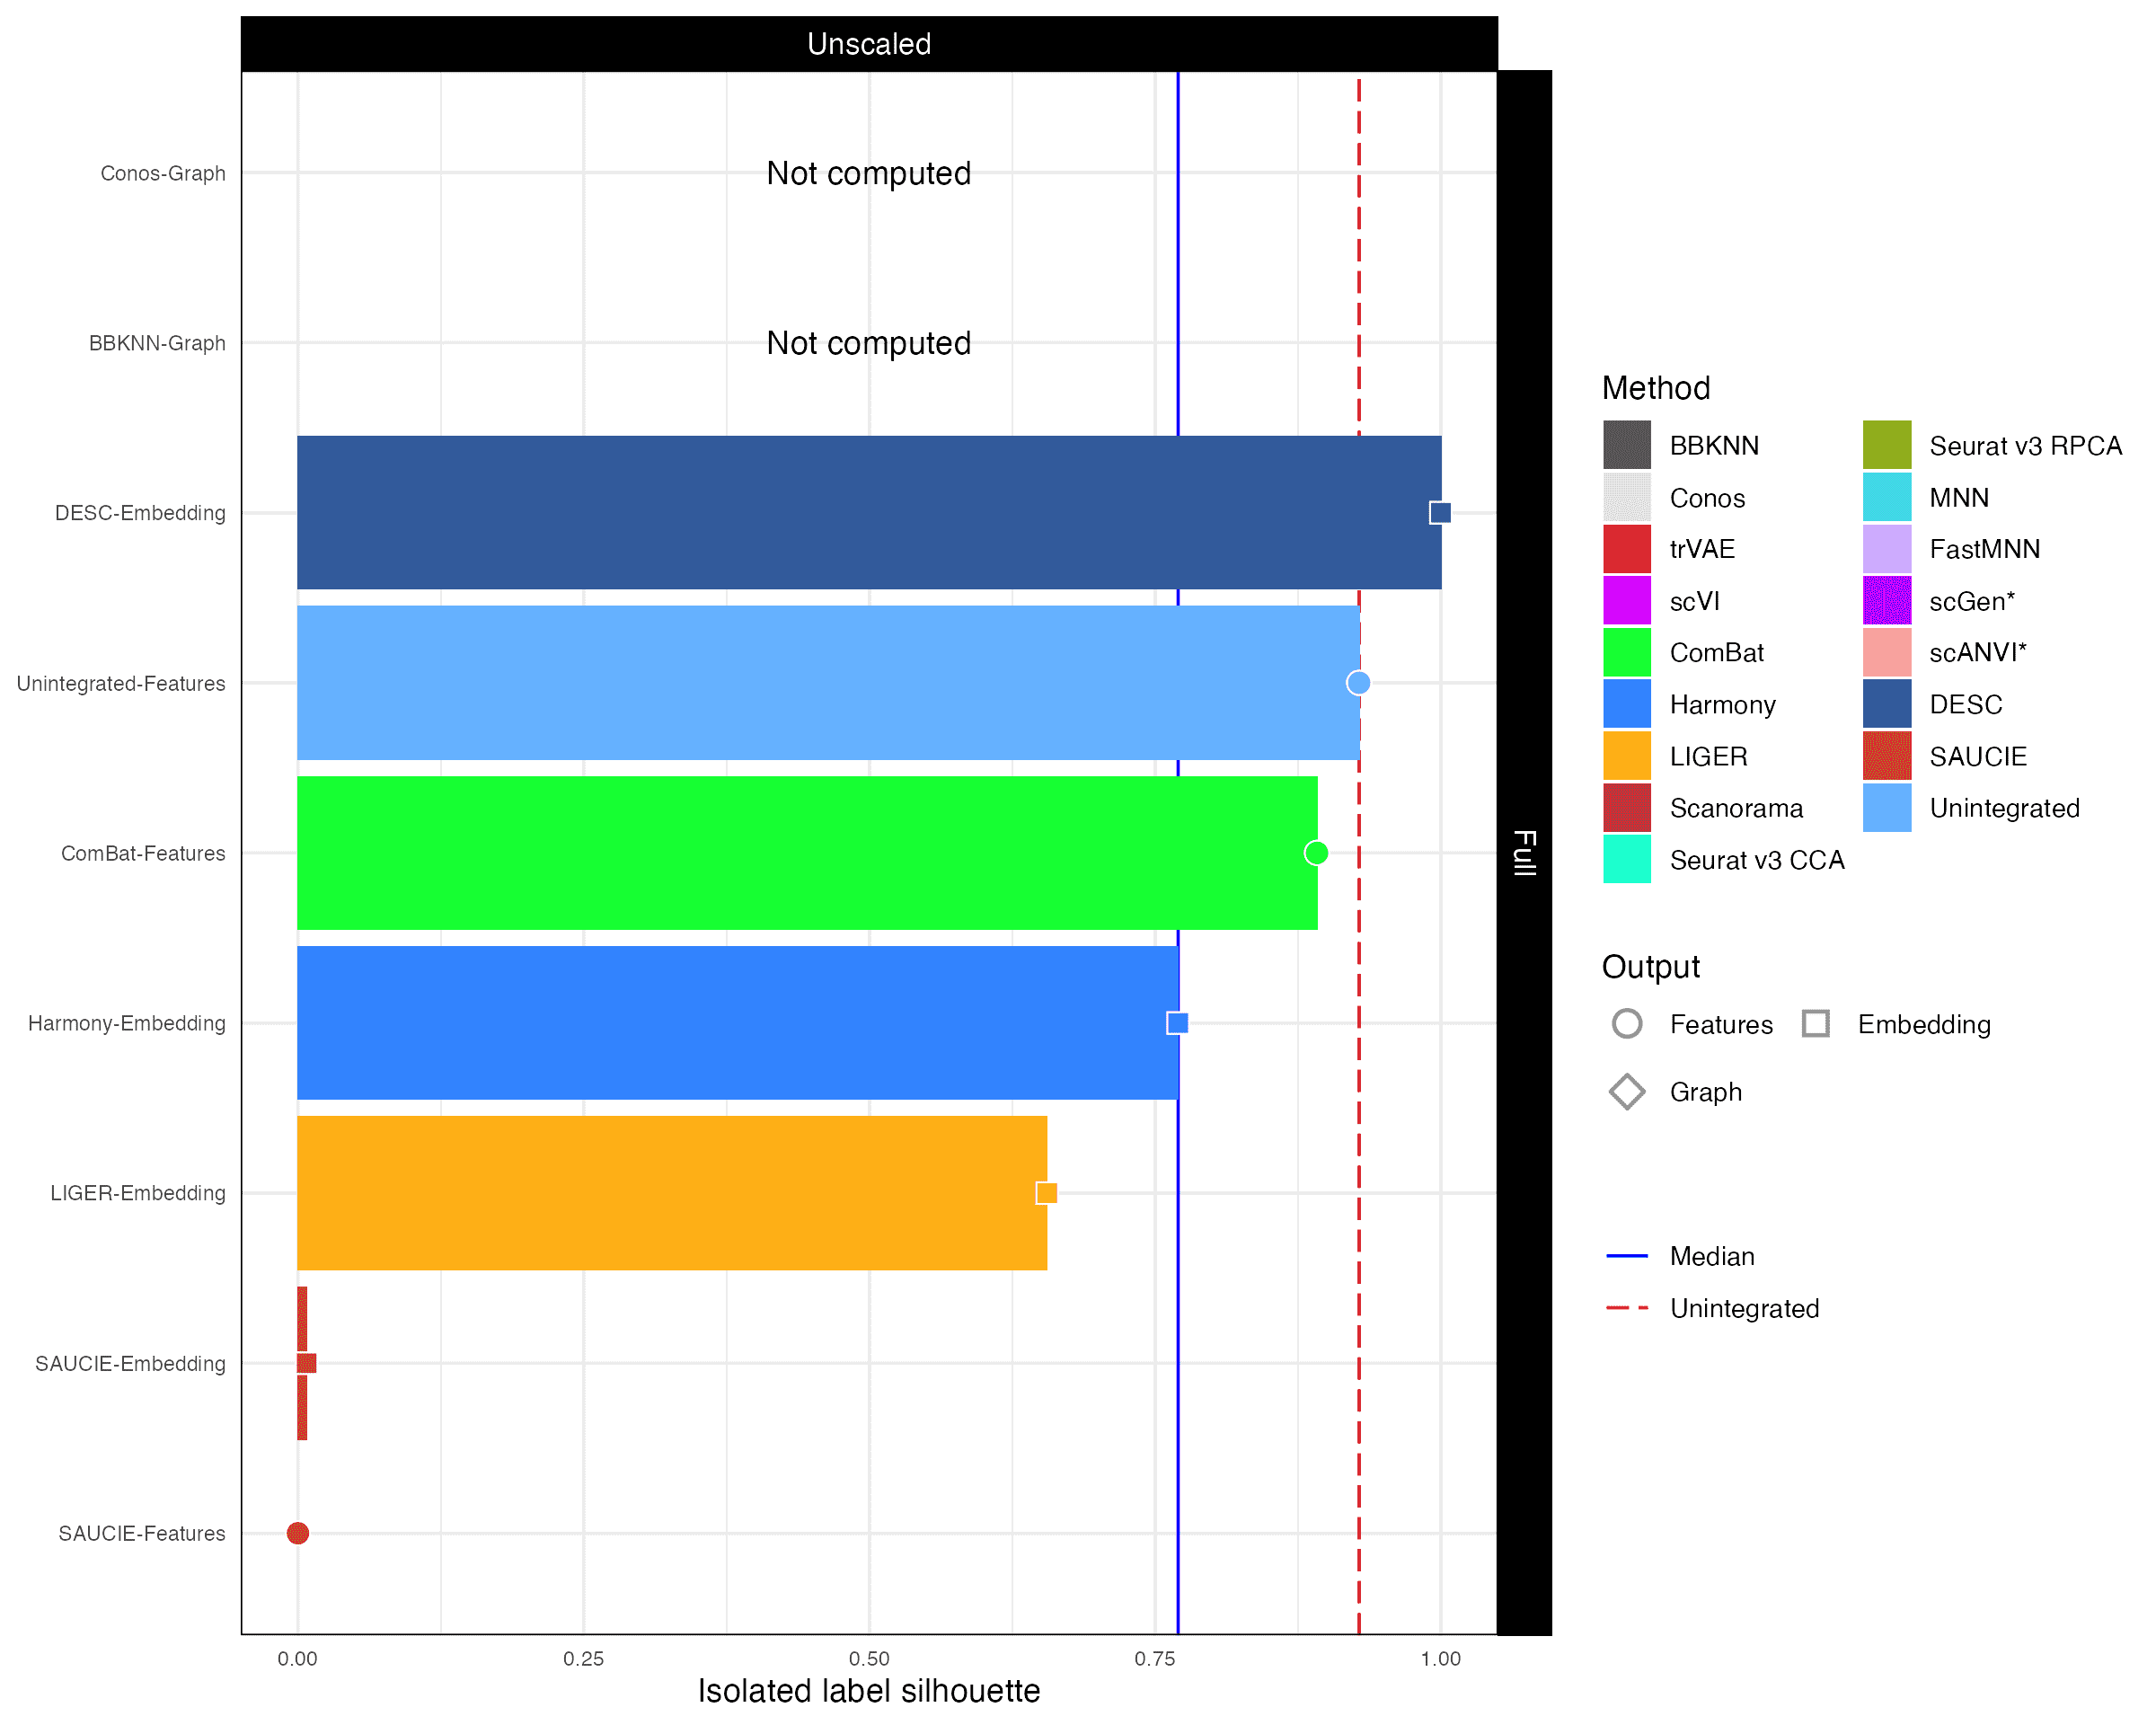 Unscaled
Full
Conos-Graph
Not computed
BBKNN-Graph
Not computed
DESC-Embedding
Unintegrated-Features
ComBat-Features
Harmony-Embedding
LIGER-Embedding
SAUCIE-Embedding
SAUCIE-Features
0.00
0.25
0.50
0.75
1.00
Isolated label silhouette
Method
BBKNN
Conos
trVAE
scVI
ComBat
Harmony
LIGER
Scanorama
Seurat v3 CCA
Seurat v3 RPCA
MNN
FastMNN
scGen*
scANVI*
DESC
SAUCIE
Unintegrated
Output
Features
Embedding
Graph
Median
Unintegrated